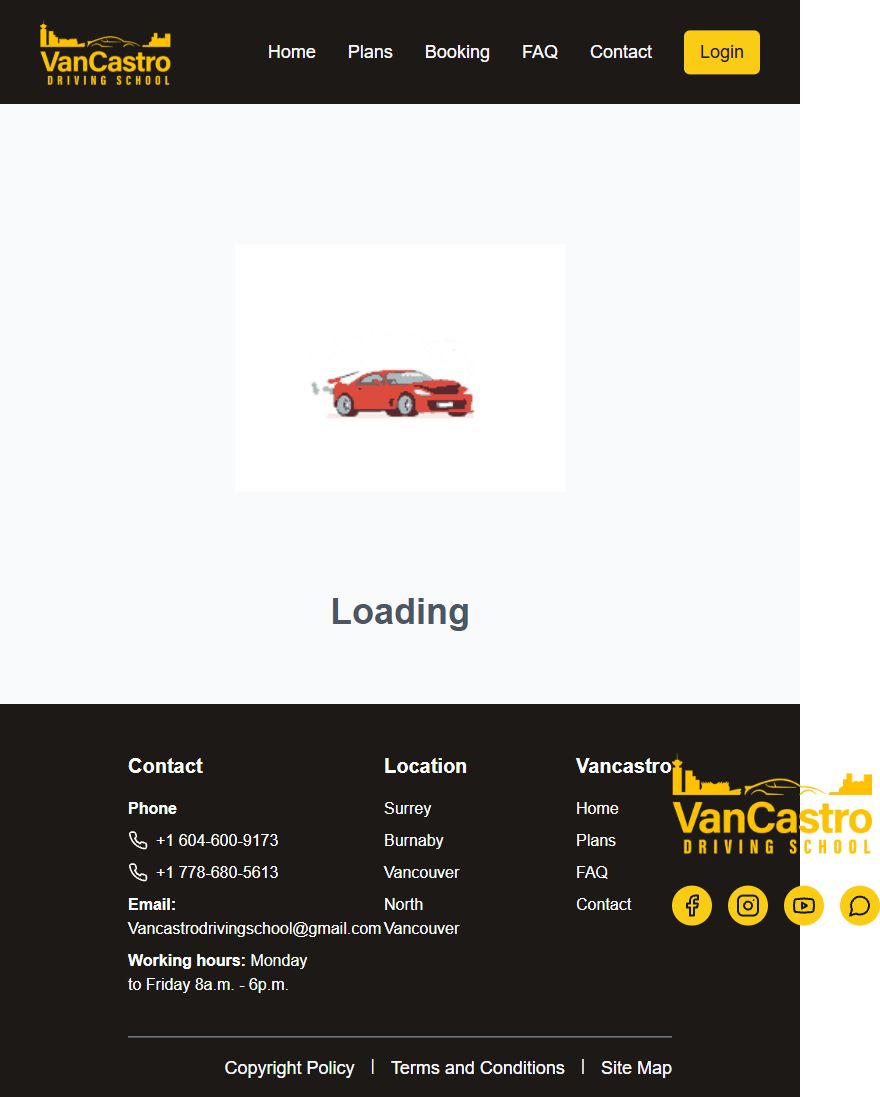 VanCastro
DRIVING SCHOOL
Home
Plans
Booking
FAQ
Contact
Login
Loading
Contact
Phone
+1 604-600-9173
+1 778-680-5613
Email:
Vancastrodrivingschool@gmail.com
Working hours: Monday
to Friday 8a.m. - 6p.m.
Location
Surrey
Burnaby
Vancouver
North
Vancouver
Vancastro
Home
Plans
FAQ
Contact
VanCastro
DRIVING SCHOOL
Copyright Policy | Terms and Conditions | Site Map